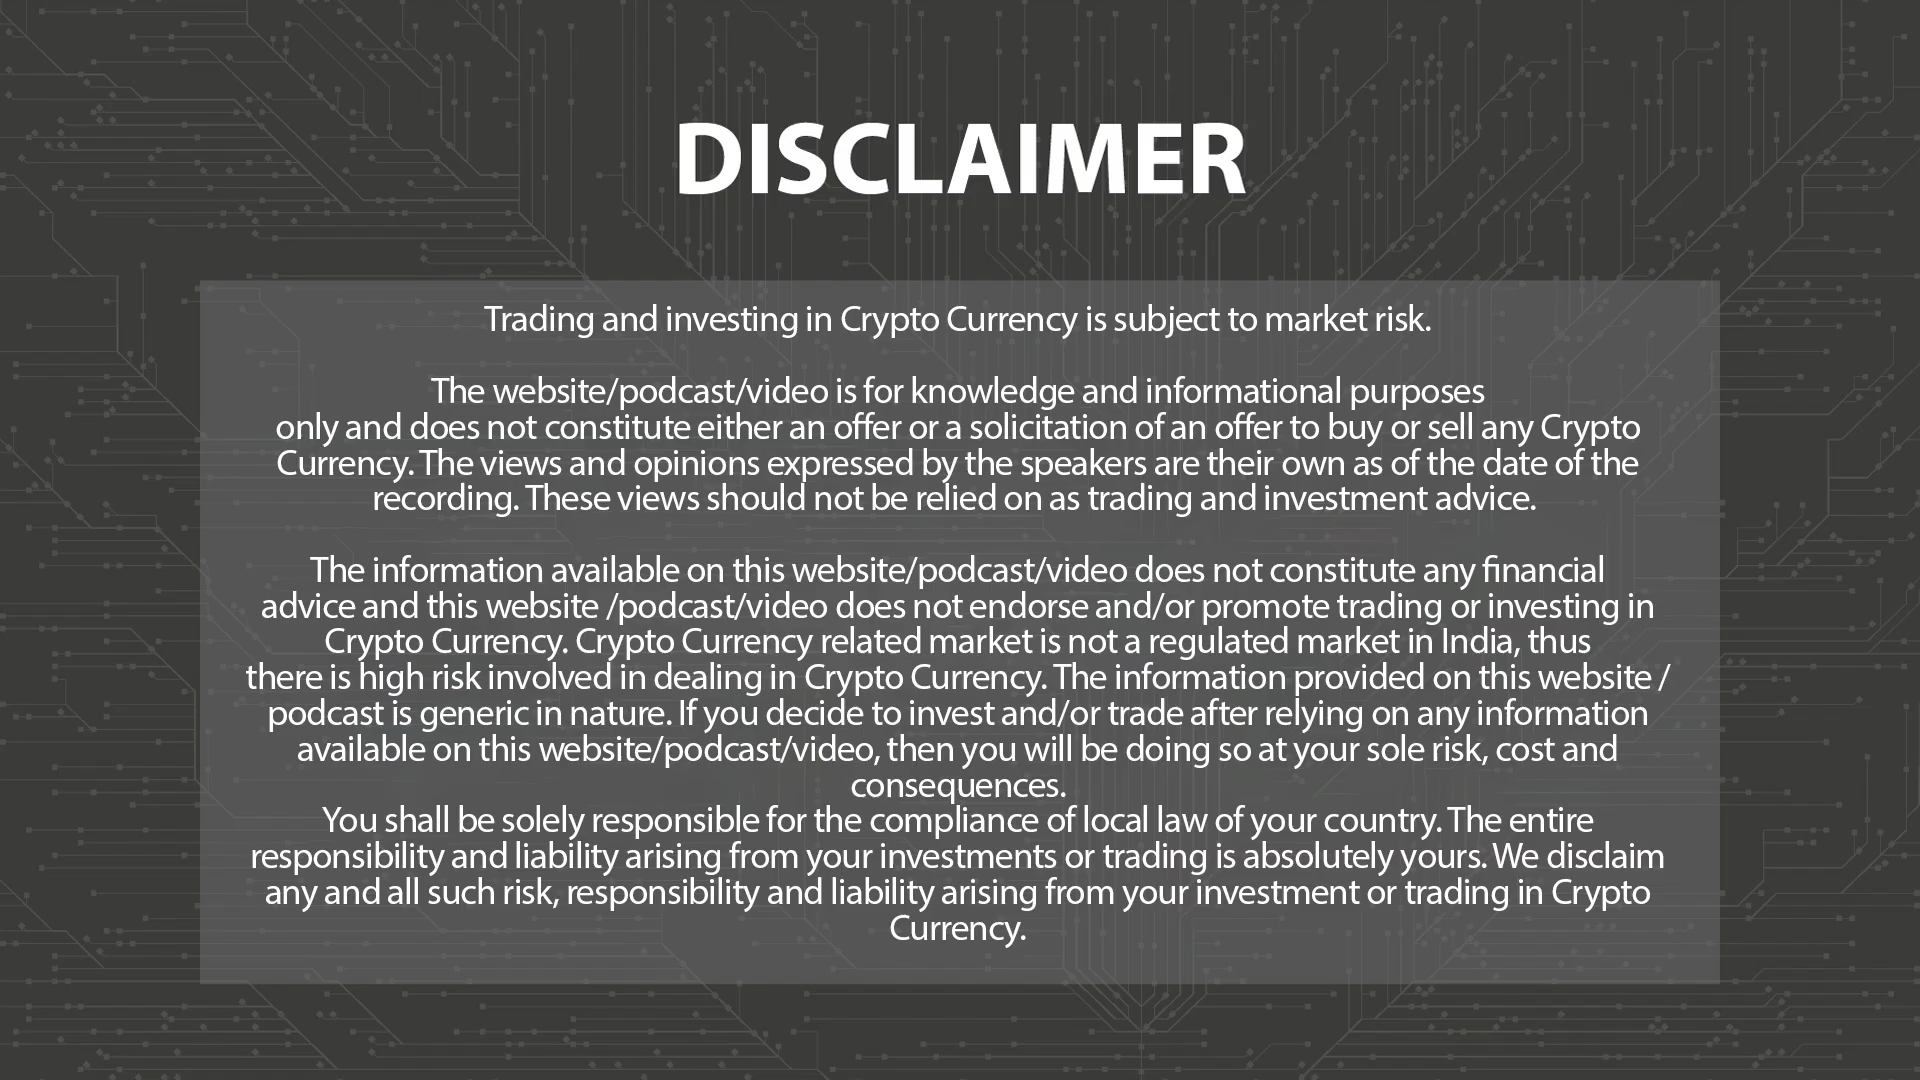 DISCLAIMER
Trading and investing in Crypto Currency is subject to market risk.
The website/podcast/video is for knowledge and informational purposes
only and does not constitute either an offer or a solicitation of an offer to buy or sell any Crypto
Currency. The views and opinions expressed by the speakers are their own as of the date of the
recording. These views should not be relied on as trading and investment advice.
The information available on this website/podcast/video does not constitute any financial
advice and this website /podcast/video does not endorse and/or promote trading or investing in
Crypto Currency. Crypto Currency related market is not a regulated market in India, thus
there is high risk involved in dealing in Crypto Currency. The information provided on this website /
podcast is generic in nature. If you decide to invest and/or trade after relying on any information
available on this website/podcast/video, then you will be doing so at your sole risk, cost and
consequences.
You shall be solely responsible for the compliance of local law of your country. The entire
responsibility and liability arising from your investments or trading is absolutely yours. We disclaim
any and all such risk, responsibility and liability arising from your investment or trading in Crypto
Currency.